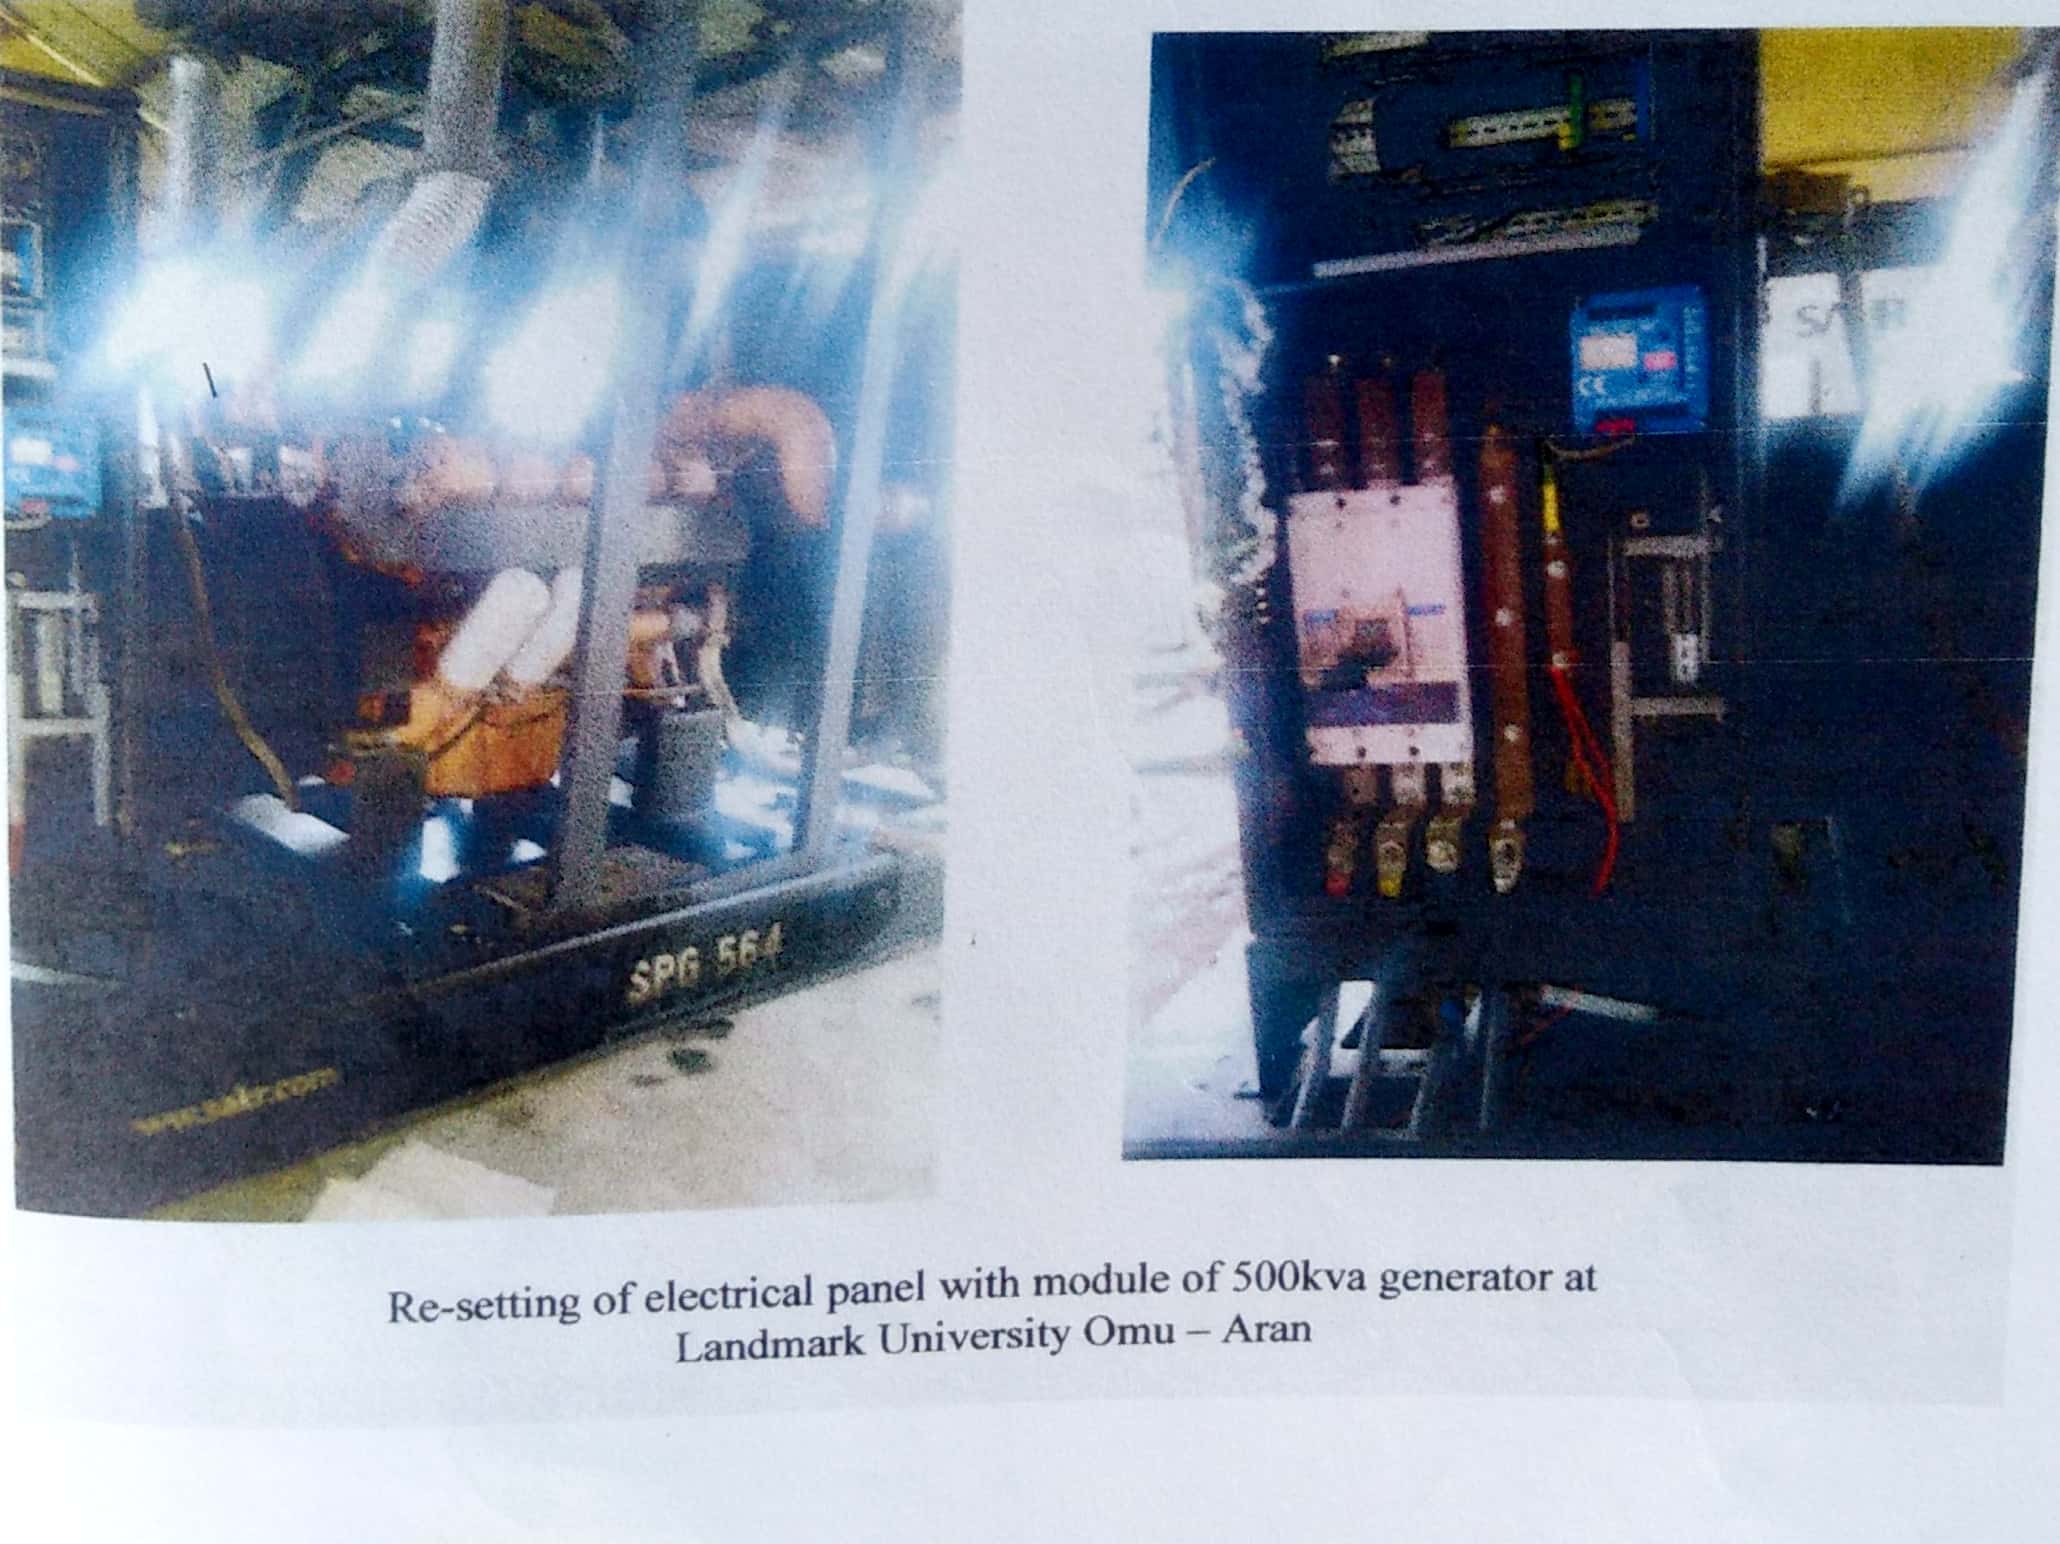 SPG 564
www.sakr.com
CE
Re-setting of electrical panel with module of 500kva generator at
Landmark University Omu – Aran